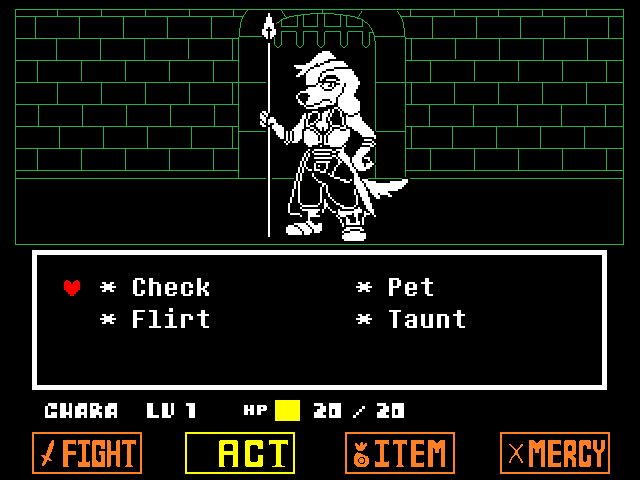 * Check * Pet
* Flirt * Taunt
CHARA LV 1 HP 20 / 20
FIGHT ACT ITEM MERCY